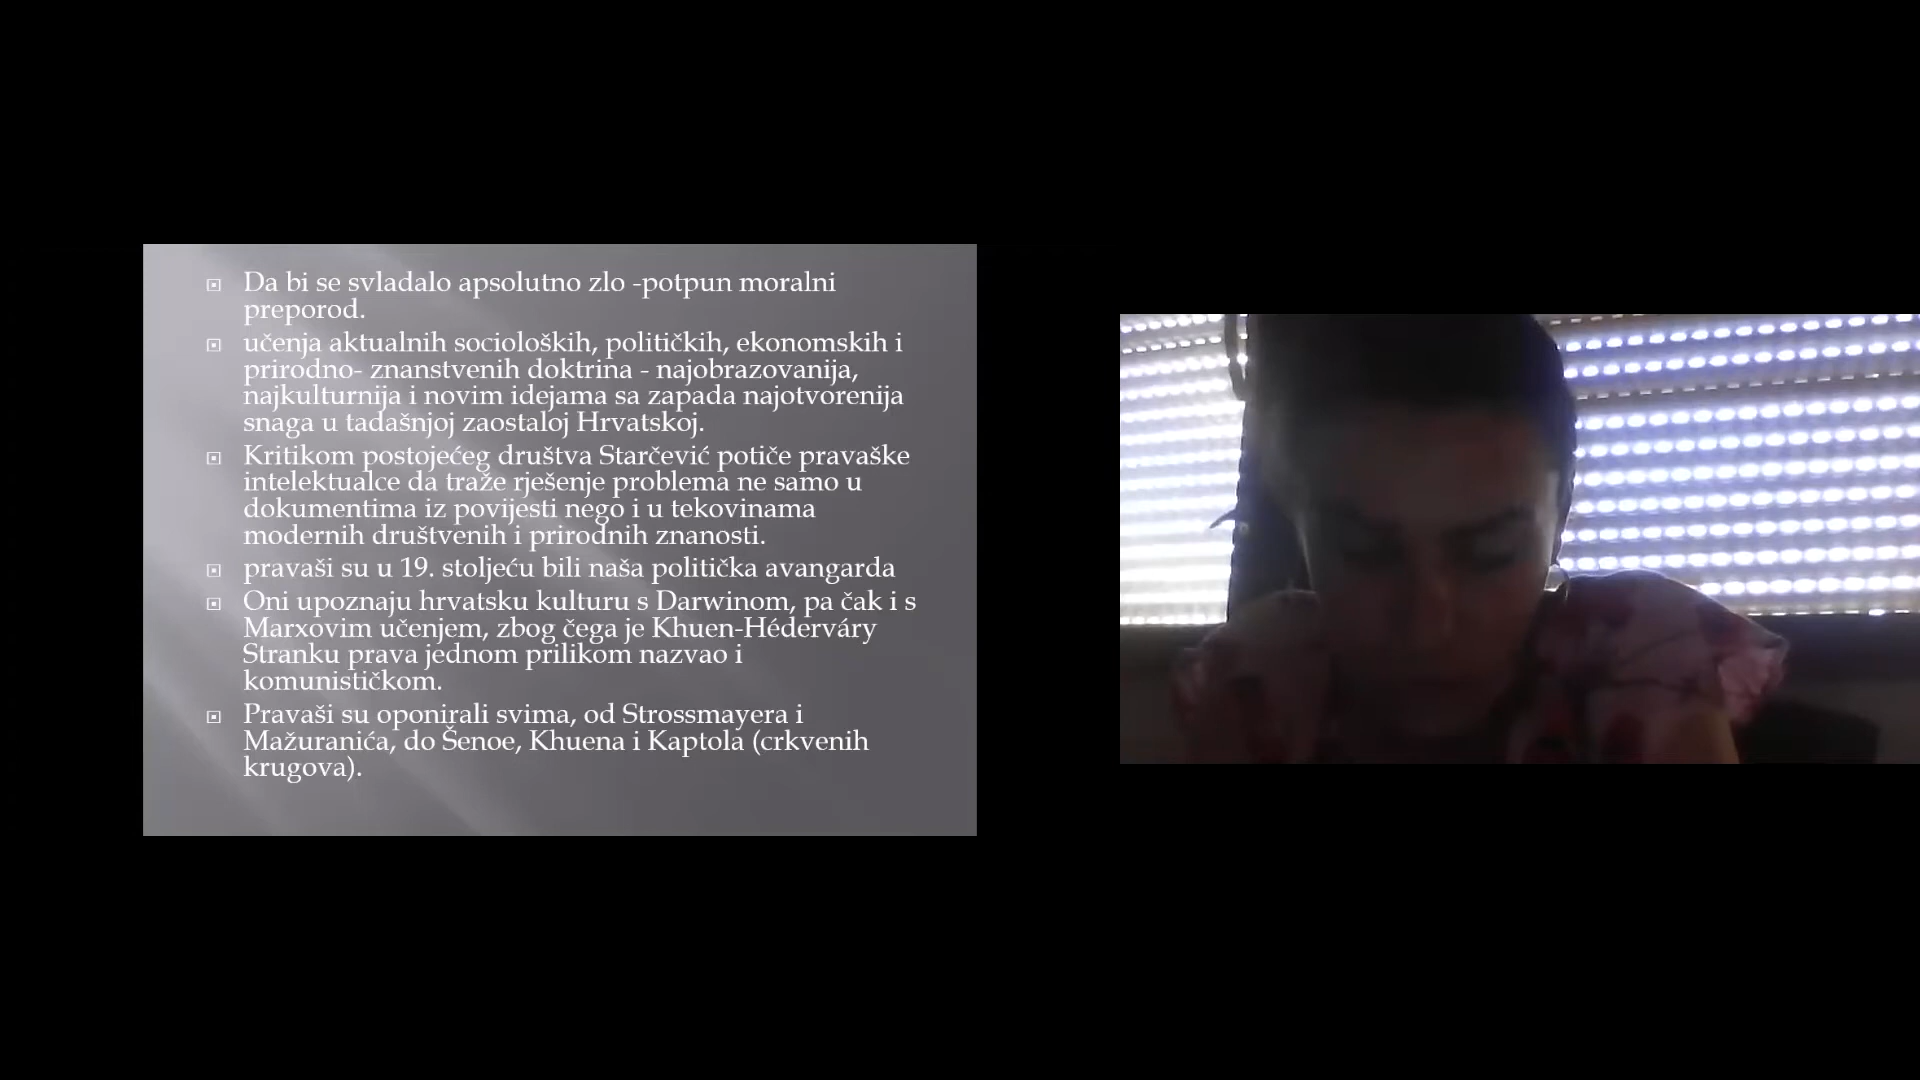 Da bi se svladalo apsolutno zlo -potpun moralni
preporod.
učenja aktualnih socioloških, političkih, ekonomskih i
prirodno- znanstvenih doktrina - najobrazovanija,
najkulturnija i novim idejama sa zapada najotvorenija
snaga u tadašnjoj zaostaloj Hrvatskoj.
Kritikom postojećeg društva Starčević potiče pravaške
intelektualce da traže rješenje problema ne samo u
dokumentima iz povijesti nego i u tekovinama
modernih društvenih i prirodnih znanosti.
pravaši su u 19. stoljeću bili naša politička avangarda
Oni upoznaju hrvatsku kulturu s Darwinom, pa čak i s
Marxovim učenjem, zbog čega je Khuen-Héderváry
Stranku prava jednom prilikom nazvao i
komunističkom.
Pravaši su oponirali svima, od Strossmayera i
Mažuranića, do Šenoe, Khuena i Kaptola (crkvenih
krugova).